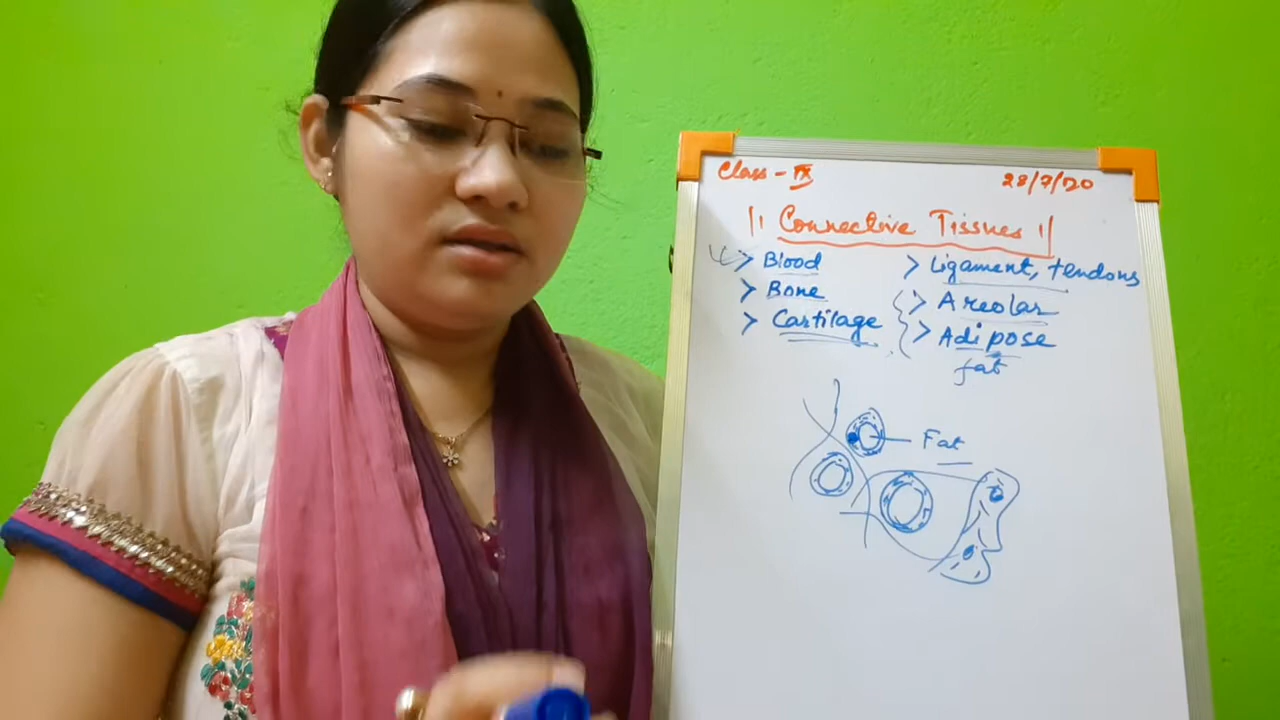 Class - IX
28/7/20
|| Connective Tissues ||
> Blood
> Bone
> Cartilage
> Ligament, tendons
> Areolar
> Adipose
fat
Fat